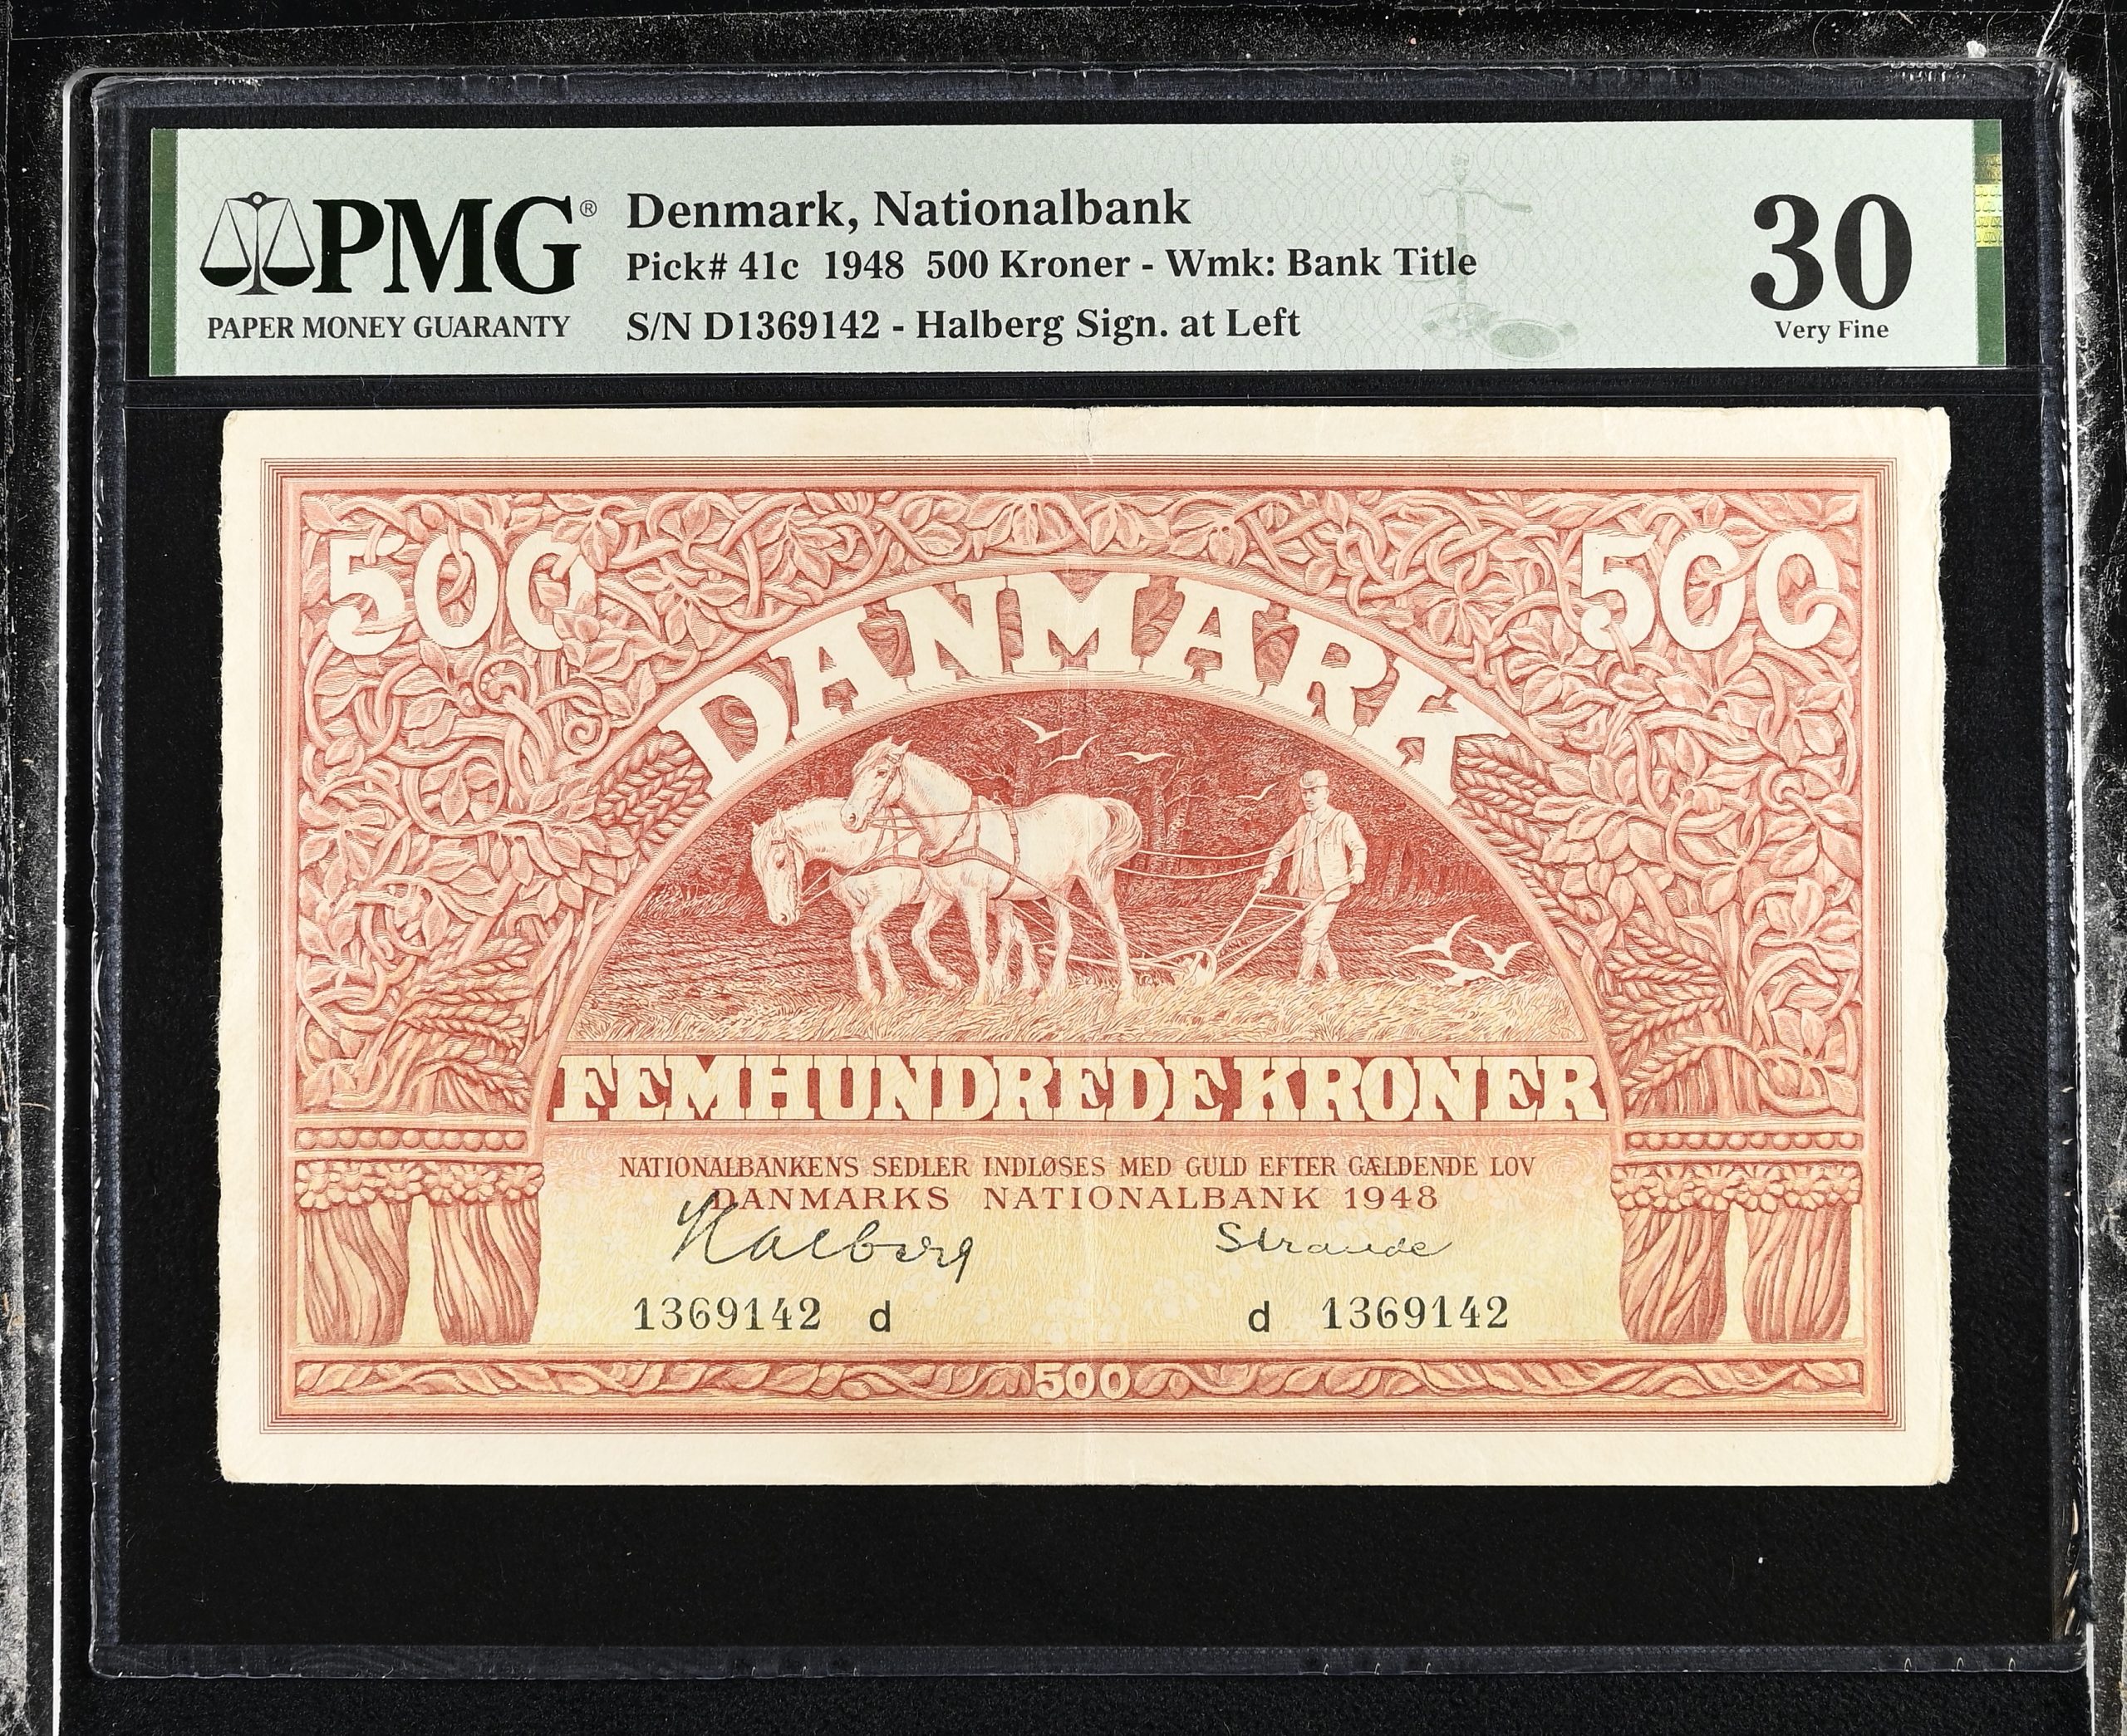 PMG®
PAPER MONEY GUARANTY
Denmark, Nationalbank
Pick# 41c 1948 500 Kroner - Wmk: Bank Title
S/N D1369142 - Halberg Sign. at Left
30
Very Fine
500
500
DANMARK
FEMHUNDREDE KRONER
NATIONALBANKENS SEDLER INDLØSES MED GULD EFTER GÆLDENDE LOV
DANMARKS NATIONALBANK 1948
Halberg
Strande
1369142 d
d 1369142
500